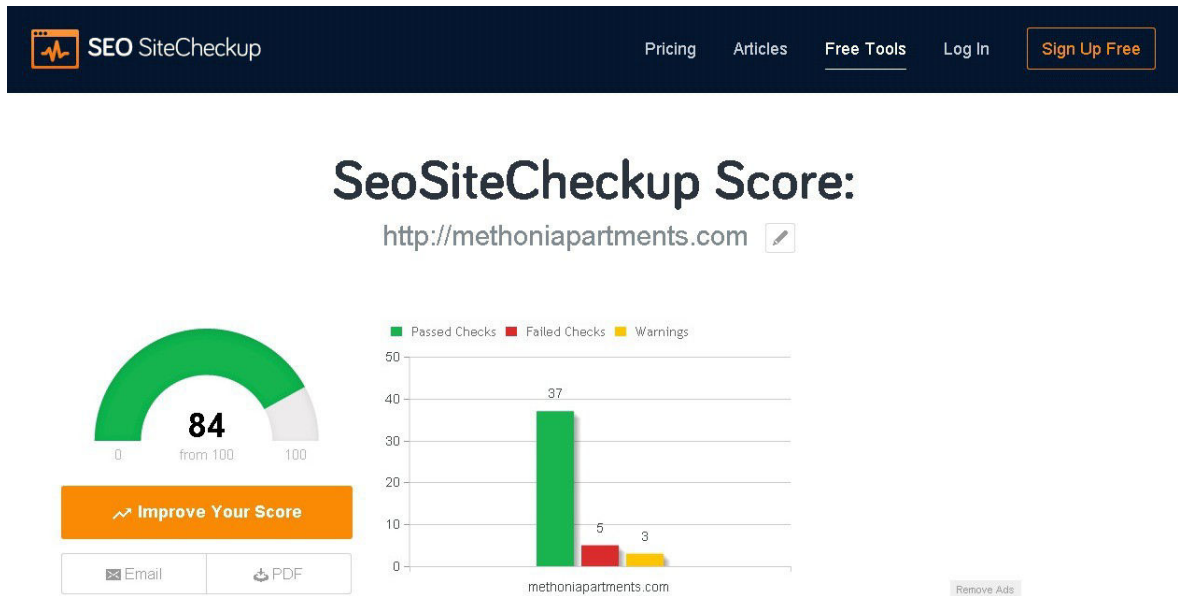 SEO SiteCheckup
Pricing Articles Free Tools Log In Sign Up Free
SeoSiteCheckup Score:
http://methoniapartments.com
84
0 from 100 100
Improve Your Score
Email PDF
Passed Checks Failed Checks Warnings
50
40
30
20
10
0
37
5
3
methoniapartments.com
Remove Ads